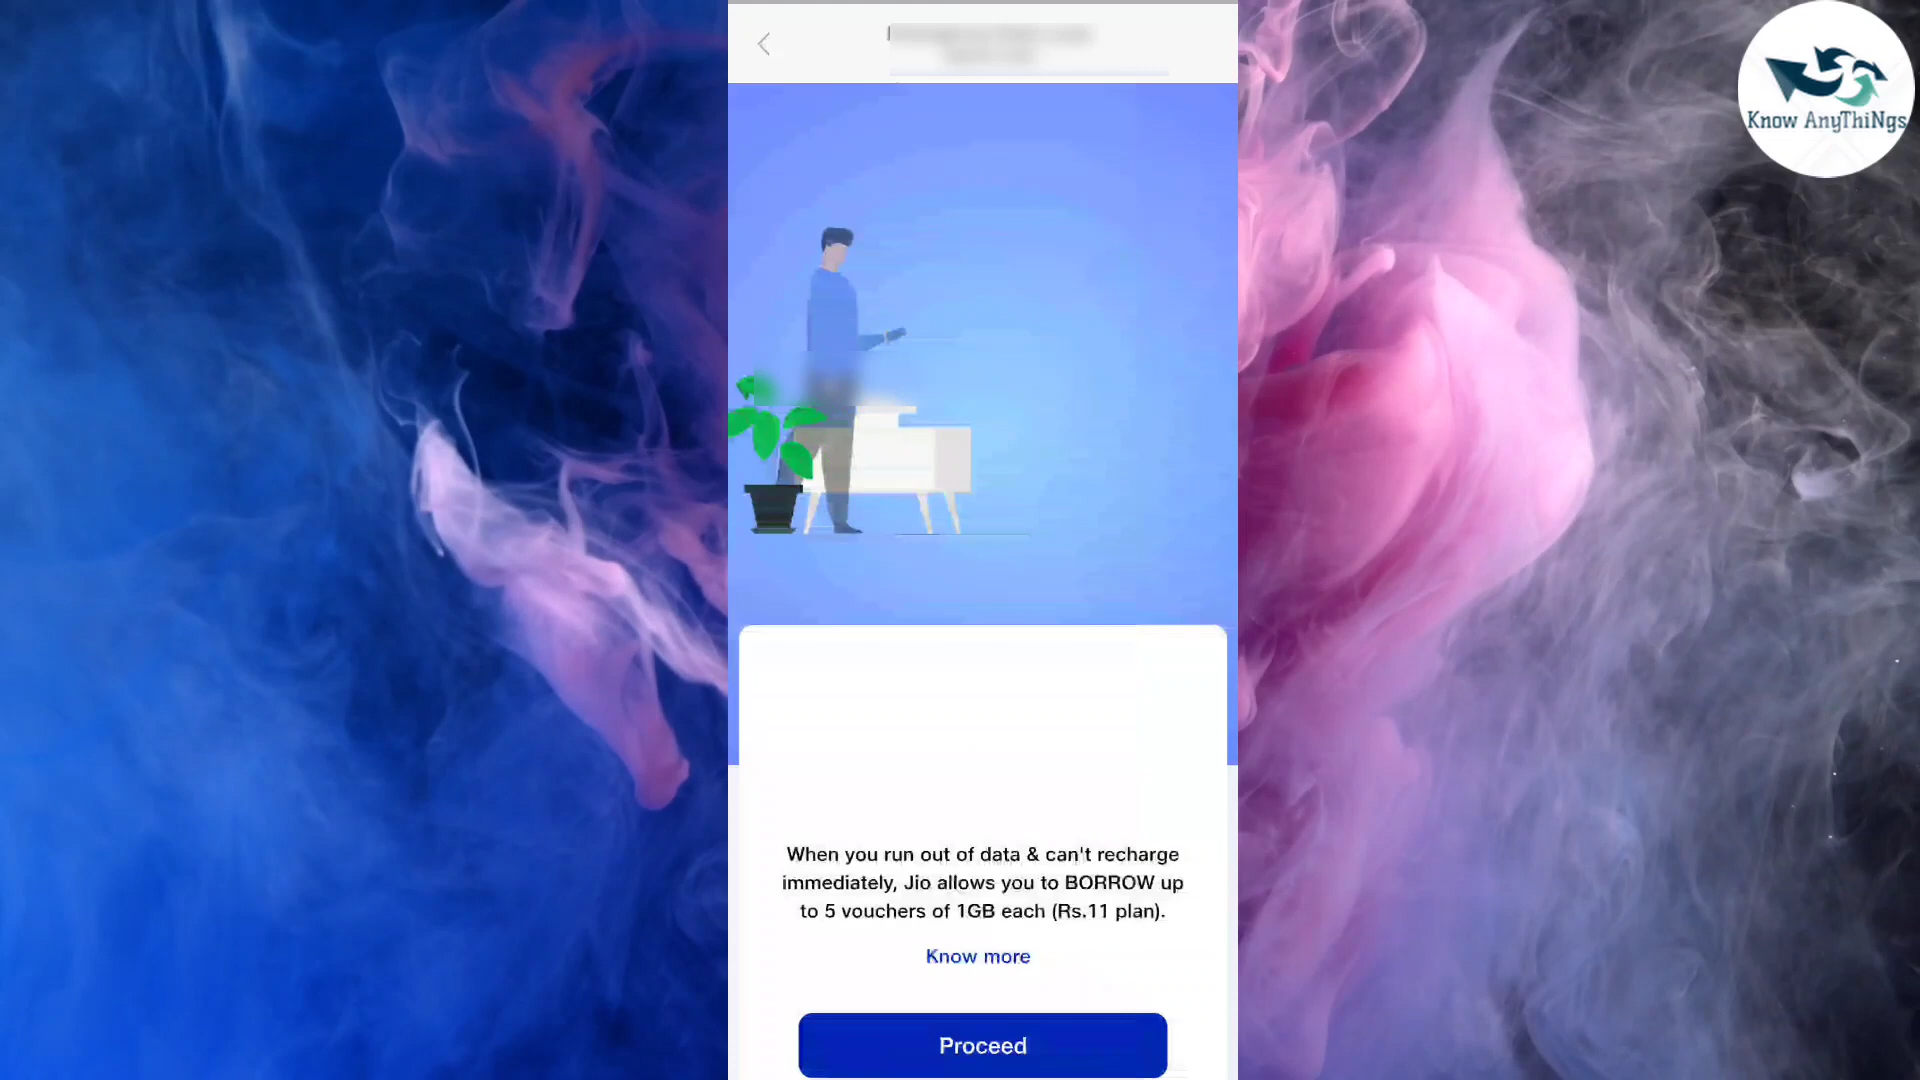 Know AnyThiNgs
When you run out of data & can't recharge
immediately, Jio allows you to BORROW up
to 5 vouchers of 1GB each (Rs.11 plan).
Know more
Proceed